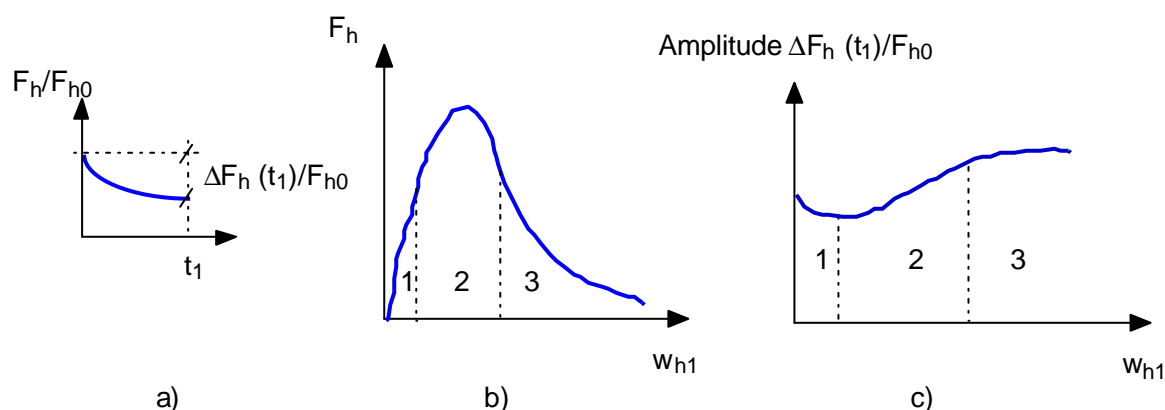 F_h/F_h0
ΔF_h (t_1)/F_h0
t_1
a)
F_h
1 2 3
w_h1
b)
Amplitude ΔF_h (t_1)/F_h0
1 2 3
w_h1
c)